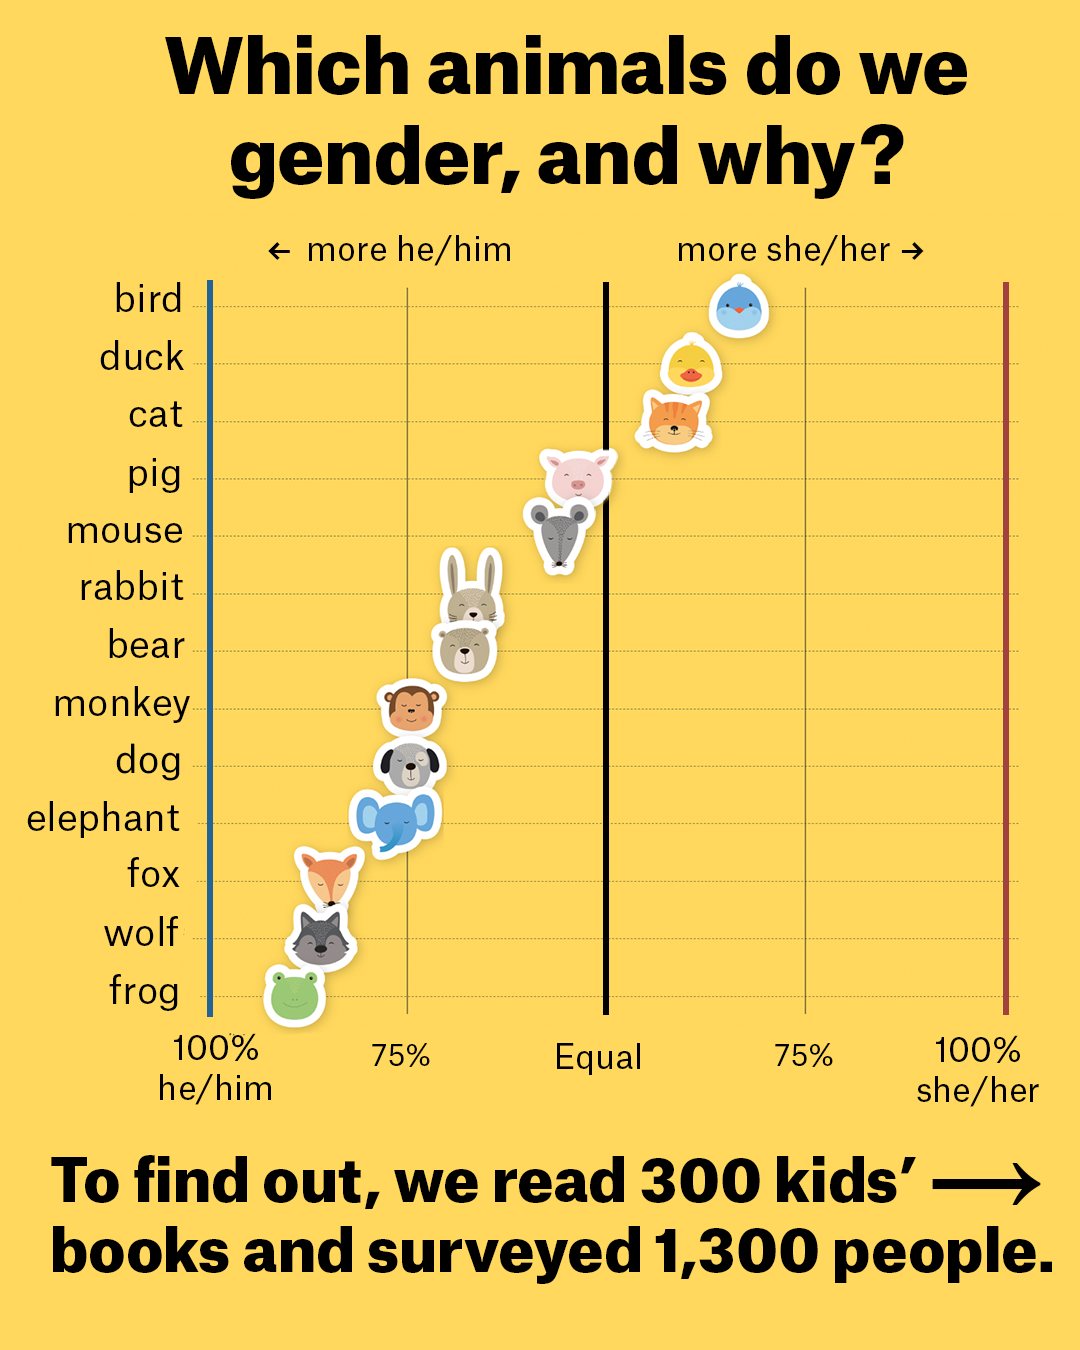 Which animals do we
gender, and why?
← more he/him
more she/her →
bird
duck
cat
pig
mouse
rabbit
bear
monkey
dog
elephant
fox
wolf
frog
100%
he/him
75%
Equal
75%
100%
she/her
To find out, we read 300 kids’ →
books and surveyed 1,300 people.